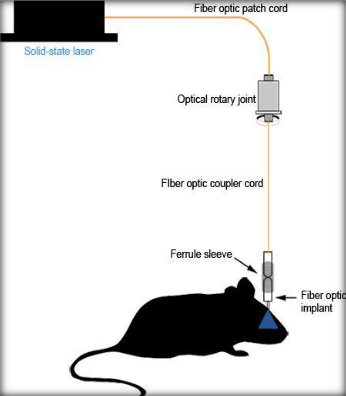 Fiber optic patch cord
Solid-state laser
Optical rotary joint
FIber optic coupler cord
Ferrule sleeve
Fiber optic
implant